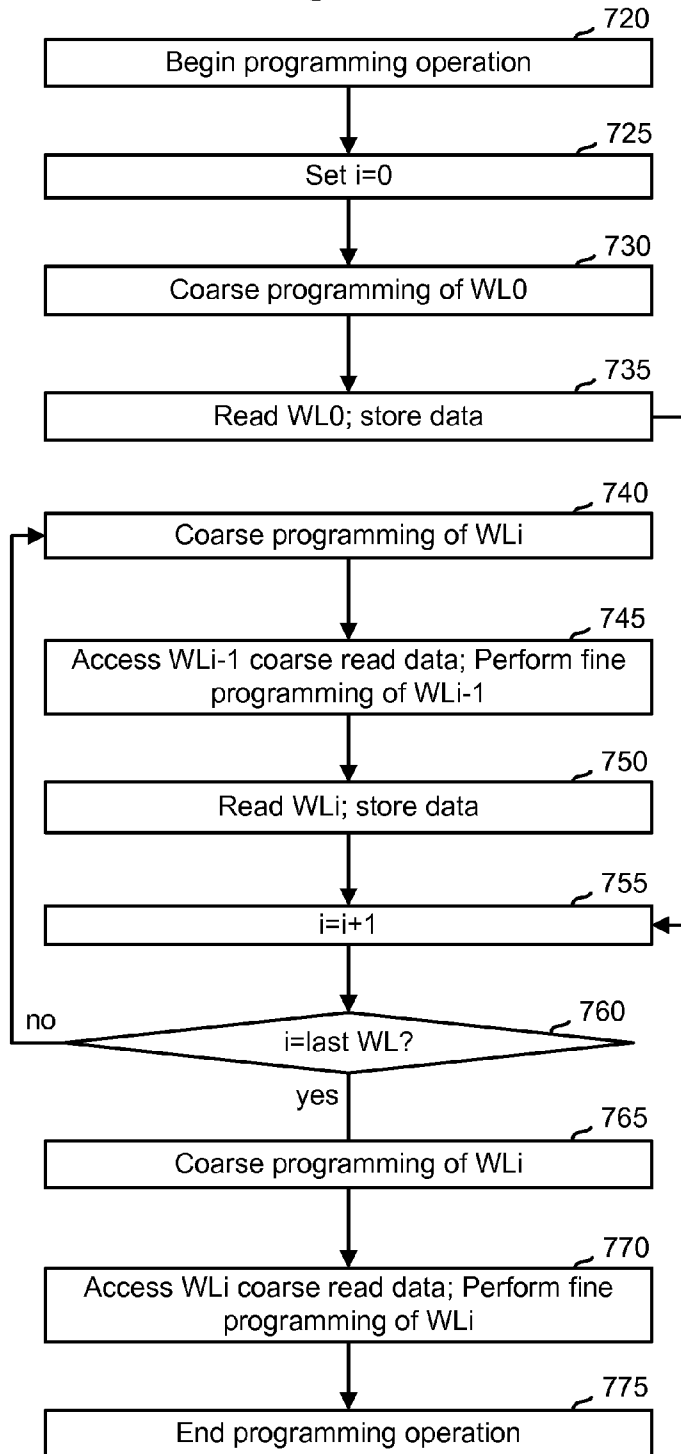 720
Begin programming operation
725
Set i=0
730
Coarse programming of WL0
735
Read WL0; store data
740
Coarse programming of WLi
745
Access WLi-1 coarse read data; Perform fine
programming of WLi-1
750
Read WLi; store data
755
i=i+1
760
no
i=last WL?
yes
765
Coarse programming of WLi
770
Access WLi coarse read data; Perform fine
programming of WLi
775
End programming operation